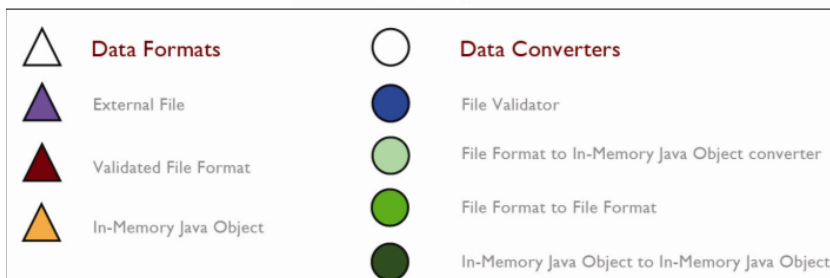 Data Formats
Data Converters
External File
File Validator
File Format to In-Memory Java Object converter
Validated File Format
File Format to File Format
In-Memory Java Object
In-Memory Java Object to In-Memory Java Object